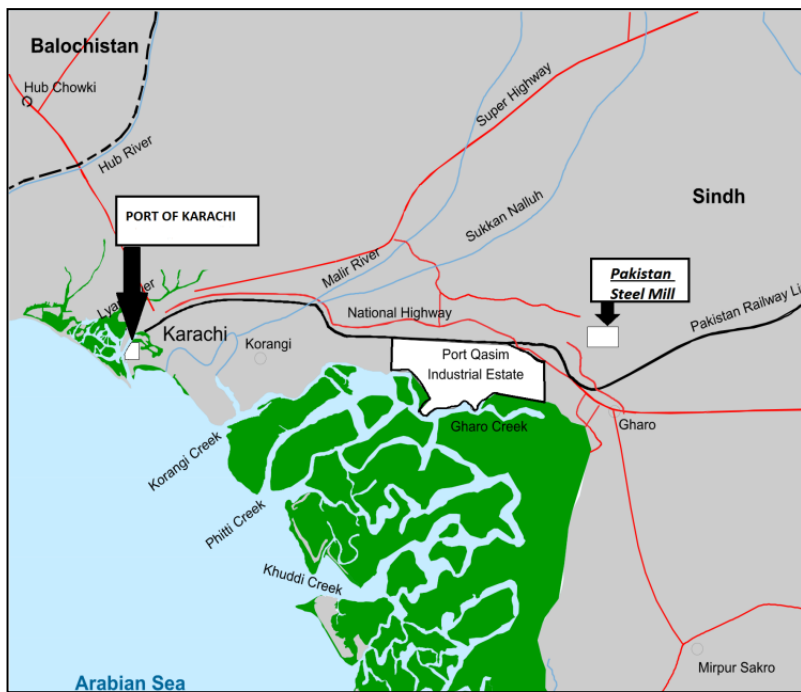 Balochistan
Hub Chowki
Hub River
Super Highway
Sukkan Nalluh
Sindh
PORT OF KARACHI
Malir River
Pakistan
Steel Mill
National Highway
Pakistan Railway Li
Karachi
Korangi
Port Qasim
Industrial Estate
Gharo Creek
Gharo
Korangi Creek
Phitti Creek
Khuddi Creek
Mirpur Sakro
Arabian Sea